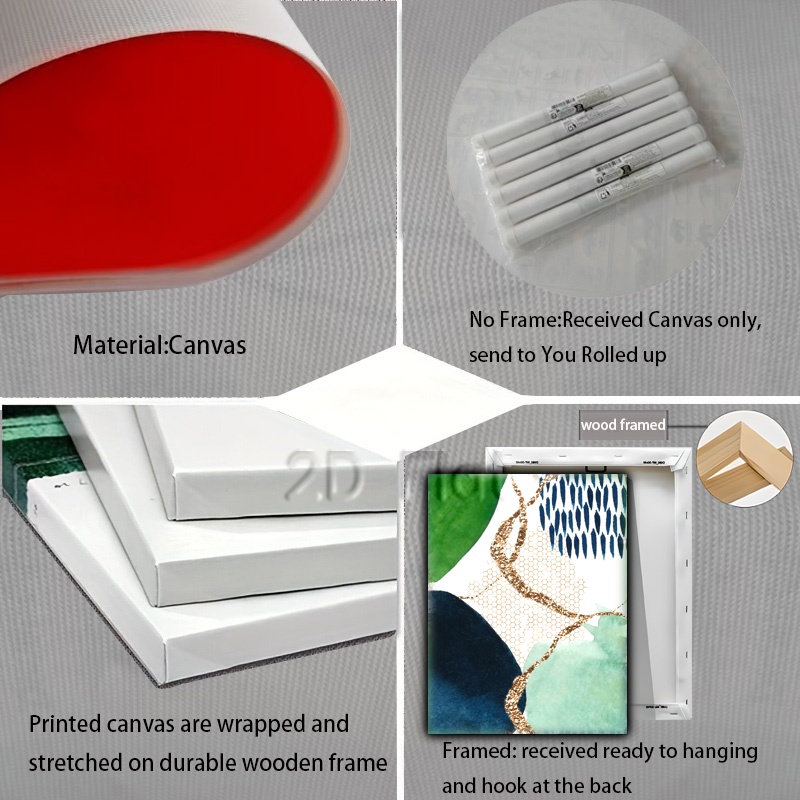 Material:Canvas
No Frame:Received Canvas only,
send to You Rolled up
wood framed
2.D
Printed canvas are wrapped and
stretched on durable wooden frame
Framed: received ready to hanging
and hook at the back